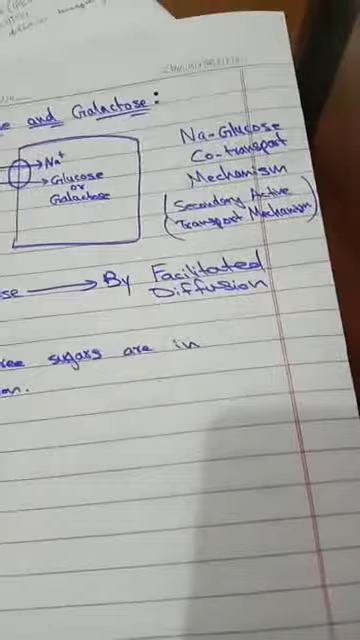 and Galactose:
Na+
Glucose
or
Galactose
Na-Glucose
Co-transport
Mechanism
(Secondary Active
Transport Mechanism)
By Facilitated
Diffusion
sugars are in